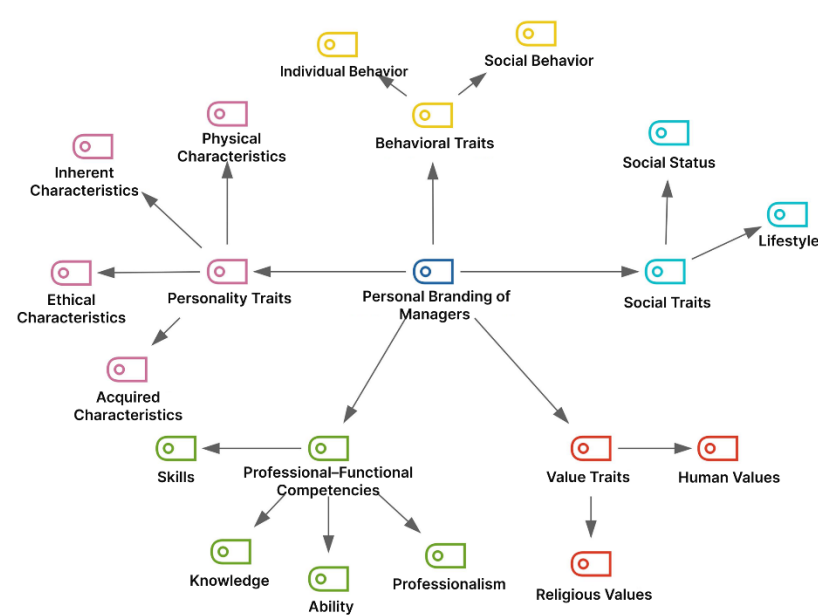 Social Behavior
Individual Behavior
Behavioral Traits
Physical
Characteristics
Inherent
Characteristics
Social Status
Lifestyle
Ethical
Characteristics
Personality Traits
Personal Branding of
Managers
Social Traits
Acquired
Characteristics
Skills
Professional–Functional
Competencies
Value Traits
Human Values
Knowledge
Ability
Professionalism
Religious Values